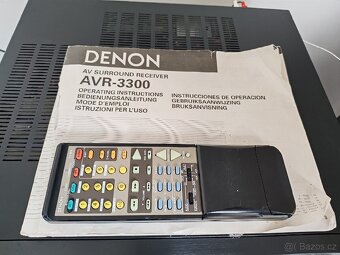 DENON
AV SURROUND RECEIVER
AVR-3300
OPERATING INSTRUCTIONS
BEDIENUNGSANLEITUNG
MODE D'EMPLOI
ISTRUZIONI PER L'USO
INSTRUCCIONES DE OPERACION
GEBRUIKSAANWIJZING
BRUKSANVISNING
Bazos.cz